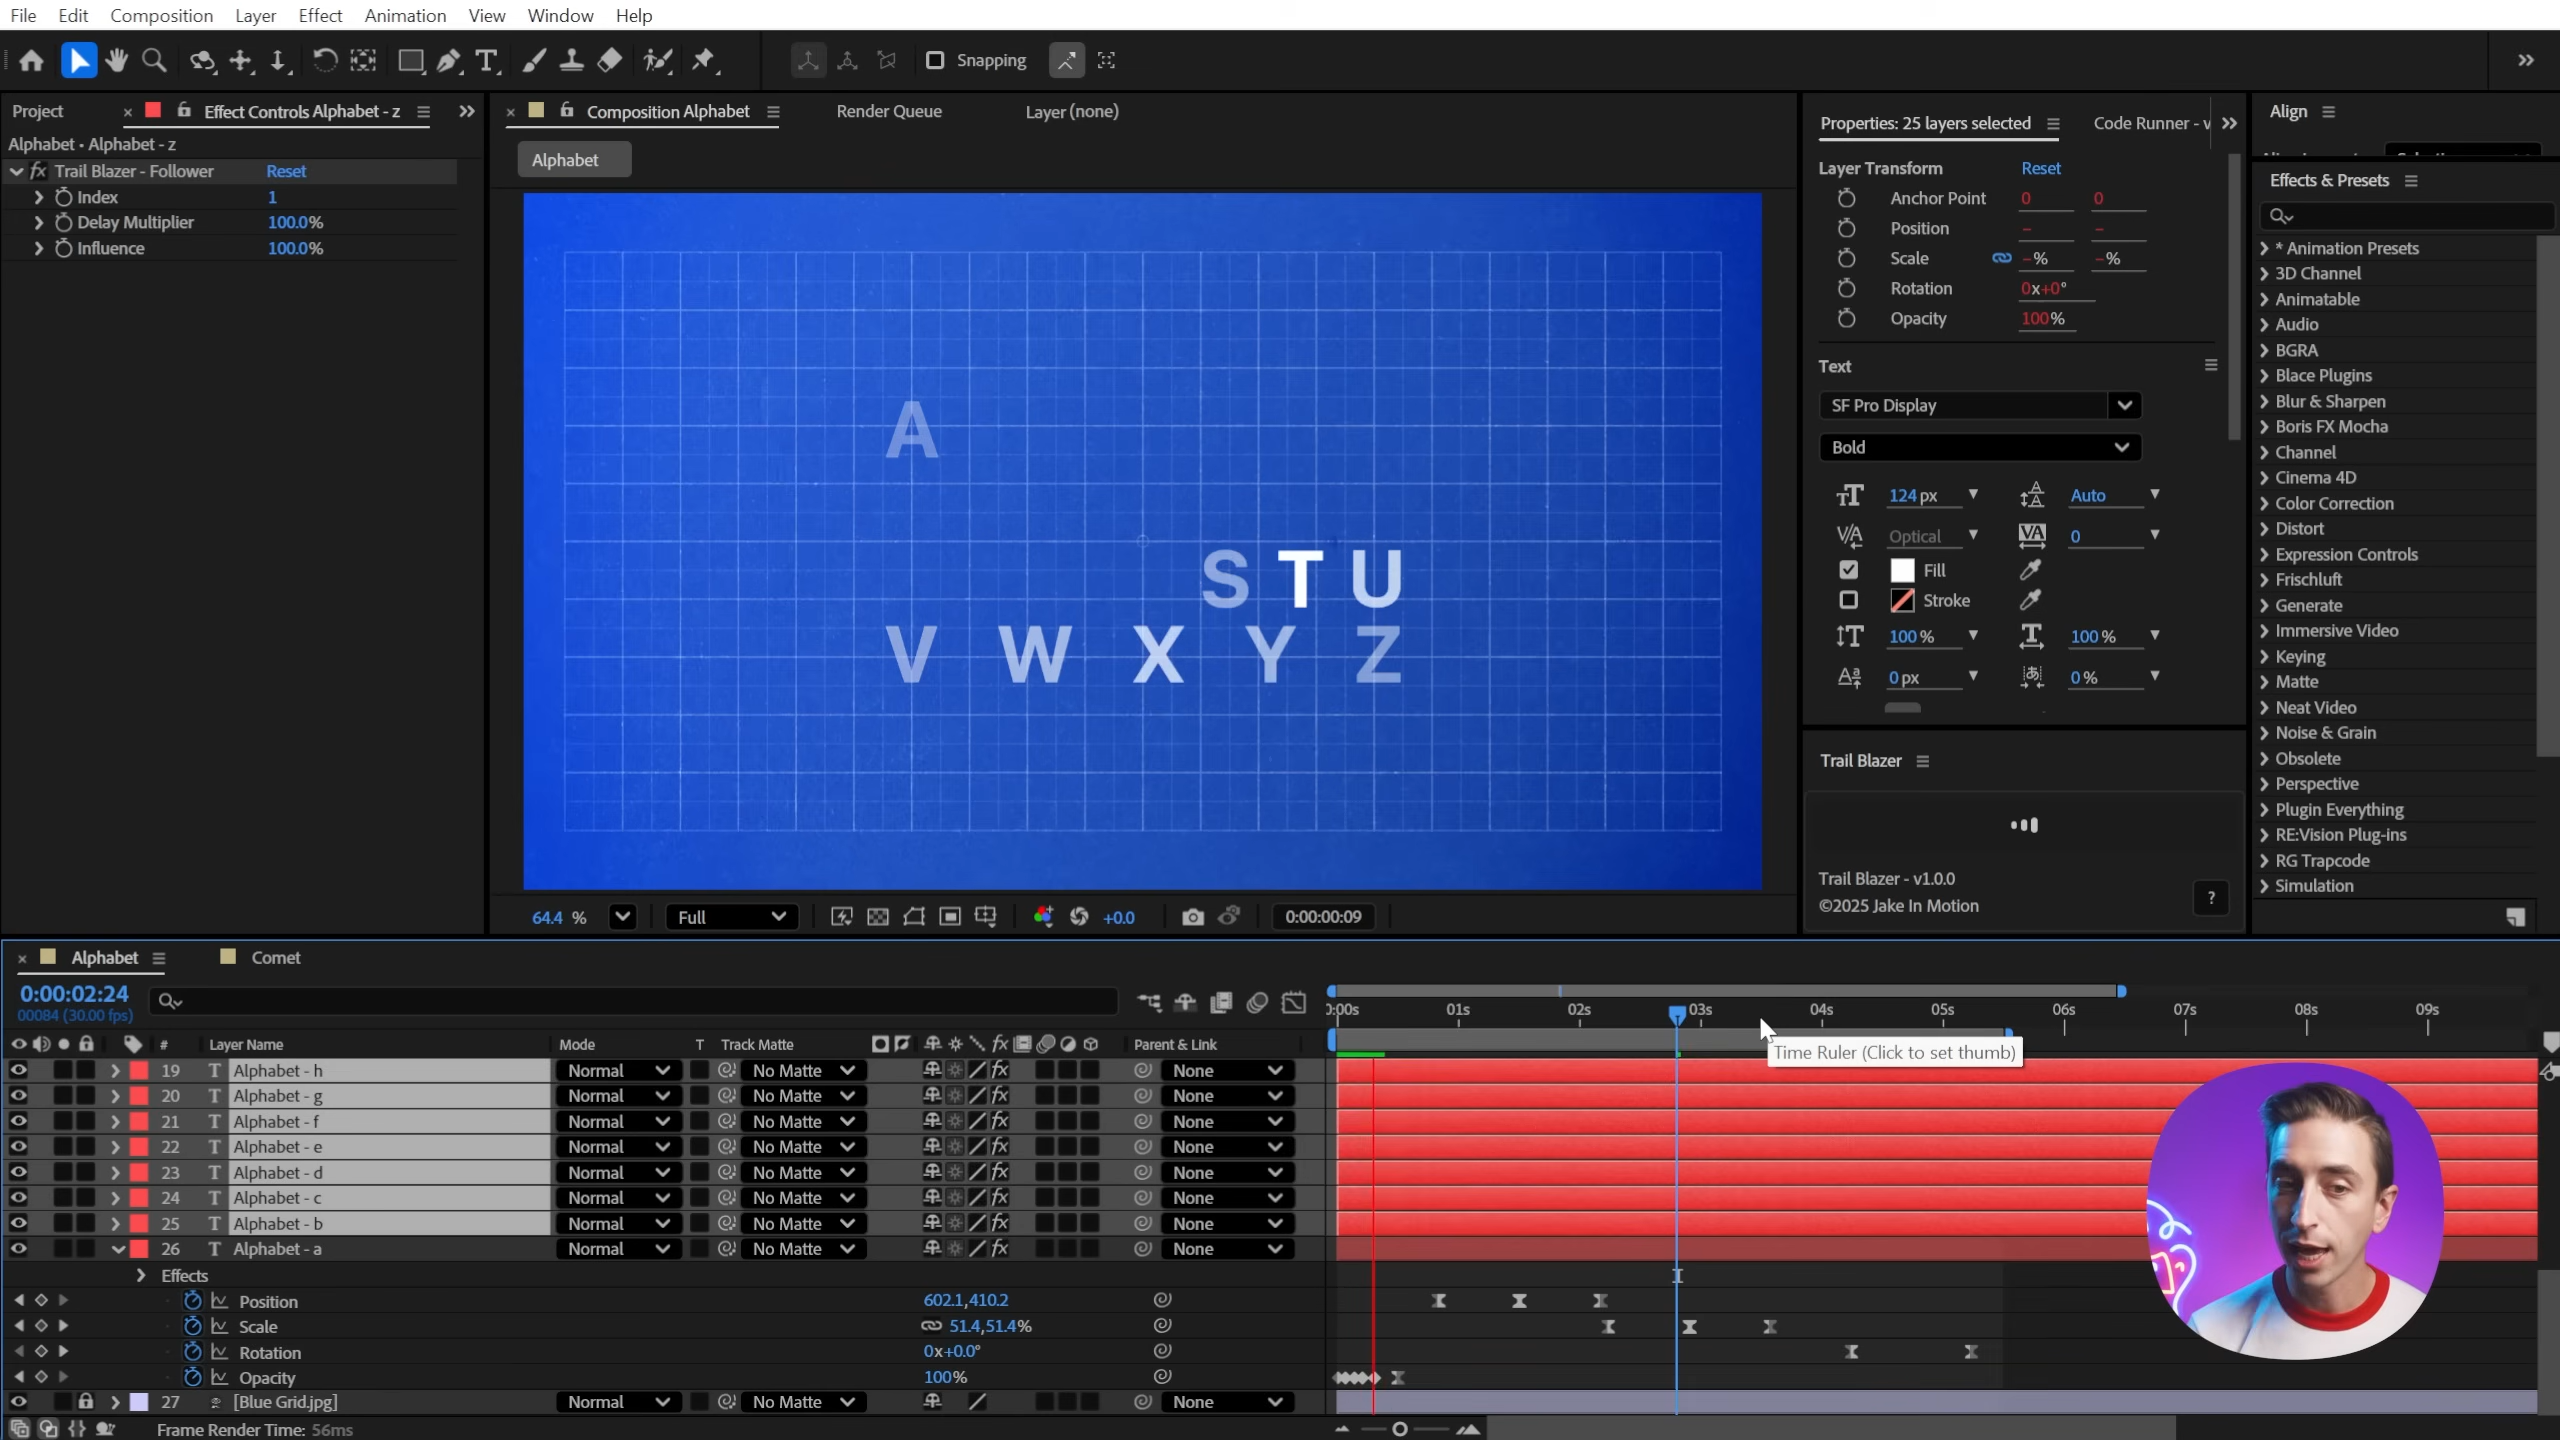 File Edit Composition Layer Effect Animation View Window Help
Snapping
Project
Effect Controls Alphabet - z
Alphabet • Alphabet - z
fx Trail Blazer - Follower Reset
Index 1
Delay Multiplier 100.0%
Influence 100.0%
Composition Alphabet Render Queue Layer (none)
Alphabet
A
S T U
V W X Y Z
64.4 % Full +0.0 0:00:00:09
Properties: 25 layers selected Code Runner - v
Layer Transform Reset
Anchor Point 0 0
Position - -
Scale -% -%
Rotation 0x+0°
Opacity 100%
Text
SF Pro Display
Bold
124 px Auto
Optical 0
Fill
Stroke
100 % 100 %
0 px 0 %
Trail Blazer
Trail Blazer - v1.0.0
©2025 Jake In Motion
?
Align
Effects & Presets
* Animation Presets
3D Channel
Animatable
Audio
BGRA
Blace Plugins
Blur & Sharpen
Boris FX Mocha
Channel
Cinema 4D
Color Correction
Distort
Expression Controls
Frischluft
Generate
Immersive Video
Keying
Matte
Neat Video
Noise & Grain
Obsolete
Perspective
Plugin Everything
RE:Vision Plug-ins
RG Trapcode
Simulation
Alphabet Comet
0:00:02:24
00084 (30.00 fps)
0:00s 01s 02s 03s 04s 05s 06s 07s 08s 09s
Time Ruler (Click to set thumb)
# Layer Name Mode T Track Matte fx Parent & Link
19 T Alphabet - h Normal No Matte fx None
20 T Alphabet - g Normal No Matte fx None
21 T Alphabet - f Normal No Matte fx None
22 T Alphabet - e Normal No Matte fx None
23 T Alphabet - d Normal No Matte fx None
24 T Alphabet - c Normal No Matte fx None
25 T Alphabet - b Normal No Matte fx None
26 T Alphabet - a Normal No Matte fx None
Effects
Position 602.1,410.2
Scale 51.4,51.4%
Rotation 0x+0.0°
Opacity 100%
27 [Blue Grid.jpg] Normal No Matte None
Frame Render Time: 56ms